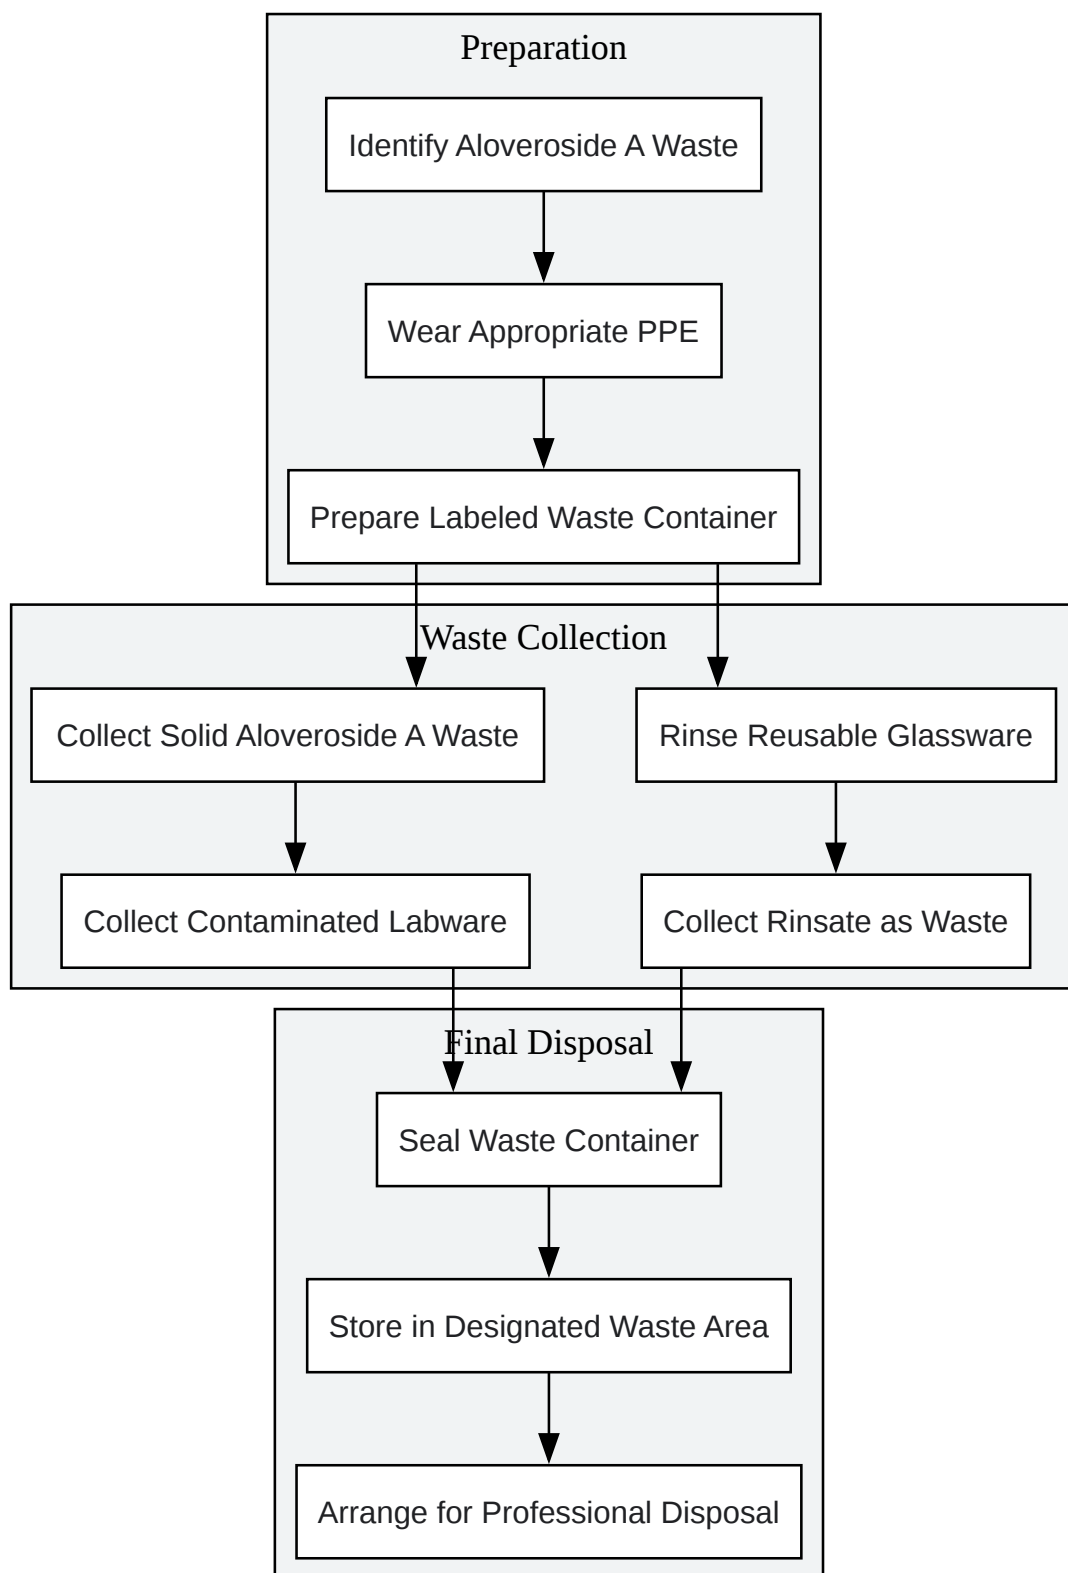 Preparation
Identify Aloveroside A Waste
Wear Appropriate PPE
Prepare Labeled Waste Container
Waste Collection
Collect Solid Aloveroside A Waste
Rinse Reusable Glassware
Collect Contaminated Labware
Collect Rinsate as Waste
Final Disposal
Seal Waste Container
Store in Designated Waste Area
Arrange for Professional Disposal